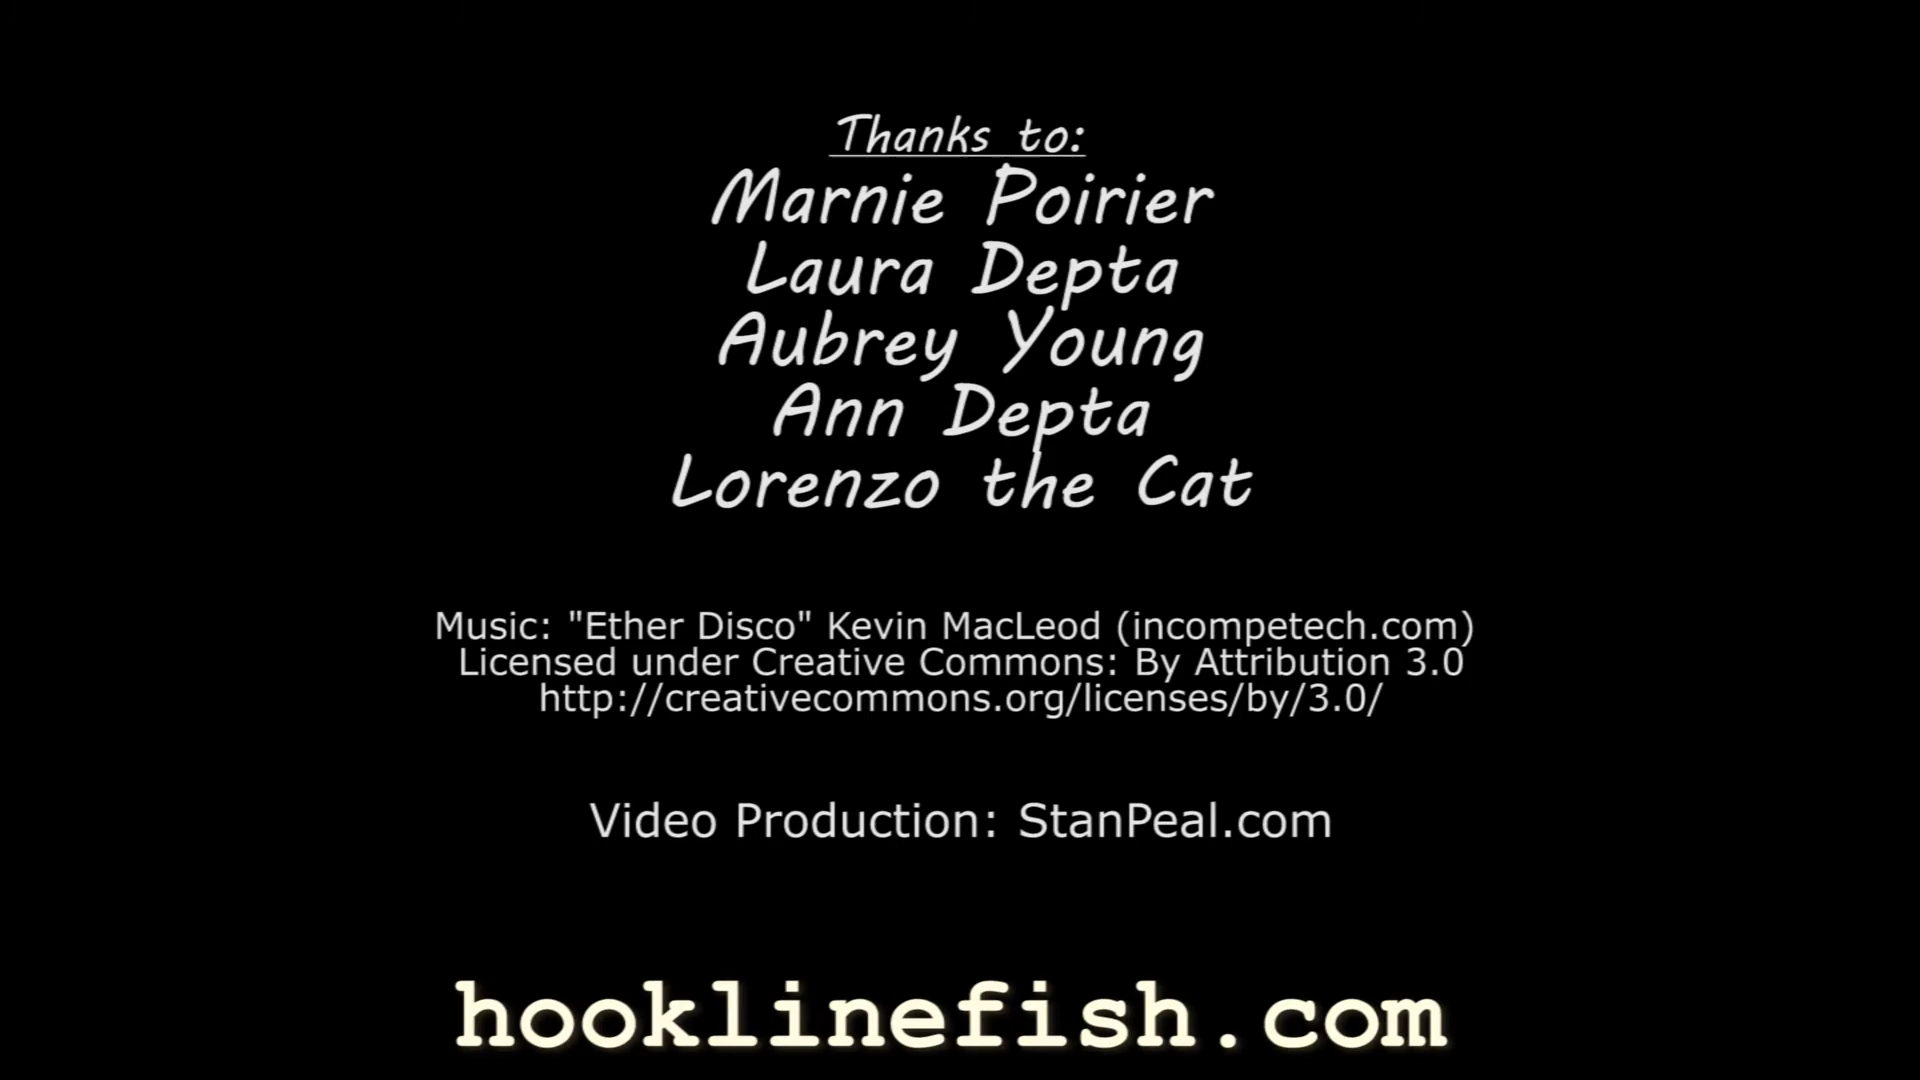 Thanks to:
Marnie Poirier
Laura Depta
Aubrey Young
Ann Depta
Lorenzo the Cat
Music: "Ether Disco" Kevin MacLeod (incompetech.com)
Licensed under Creative Commons: By Attribution 3.0
http://creativecommons.org/licenses/by/3.0/
Video Production: StanPeal.com
hooklinefish.com